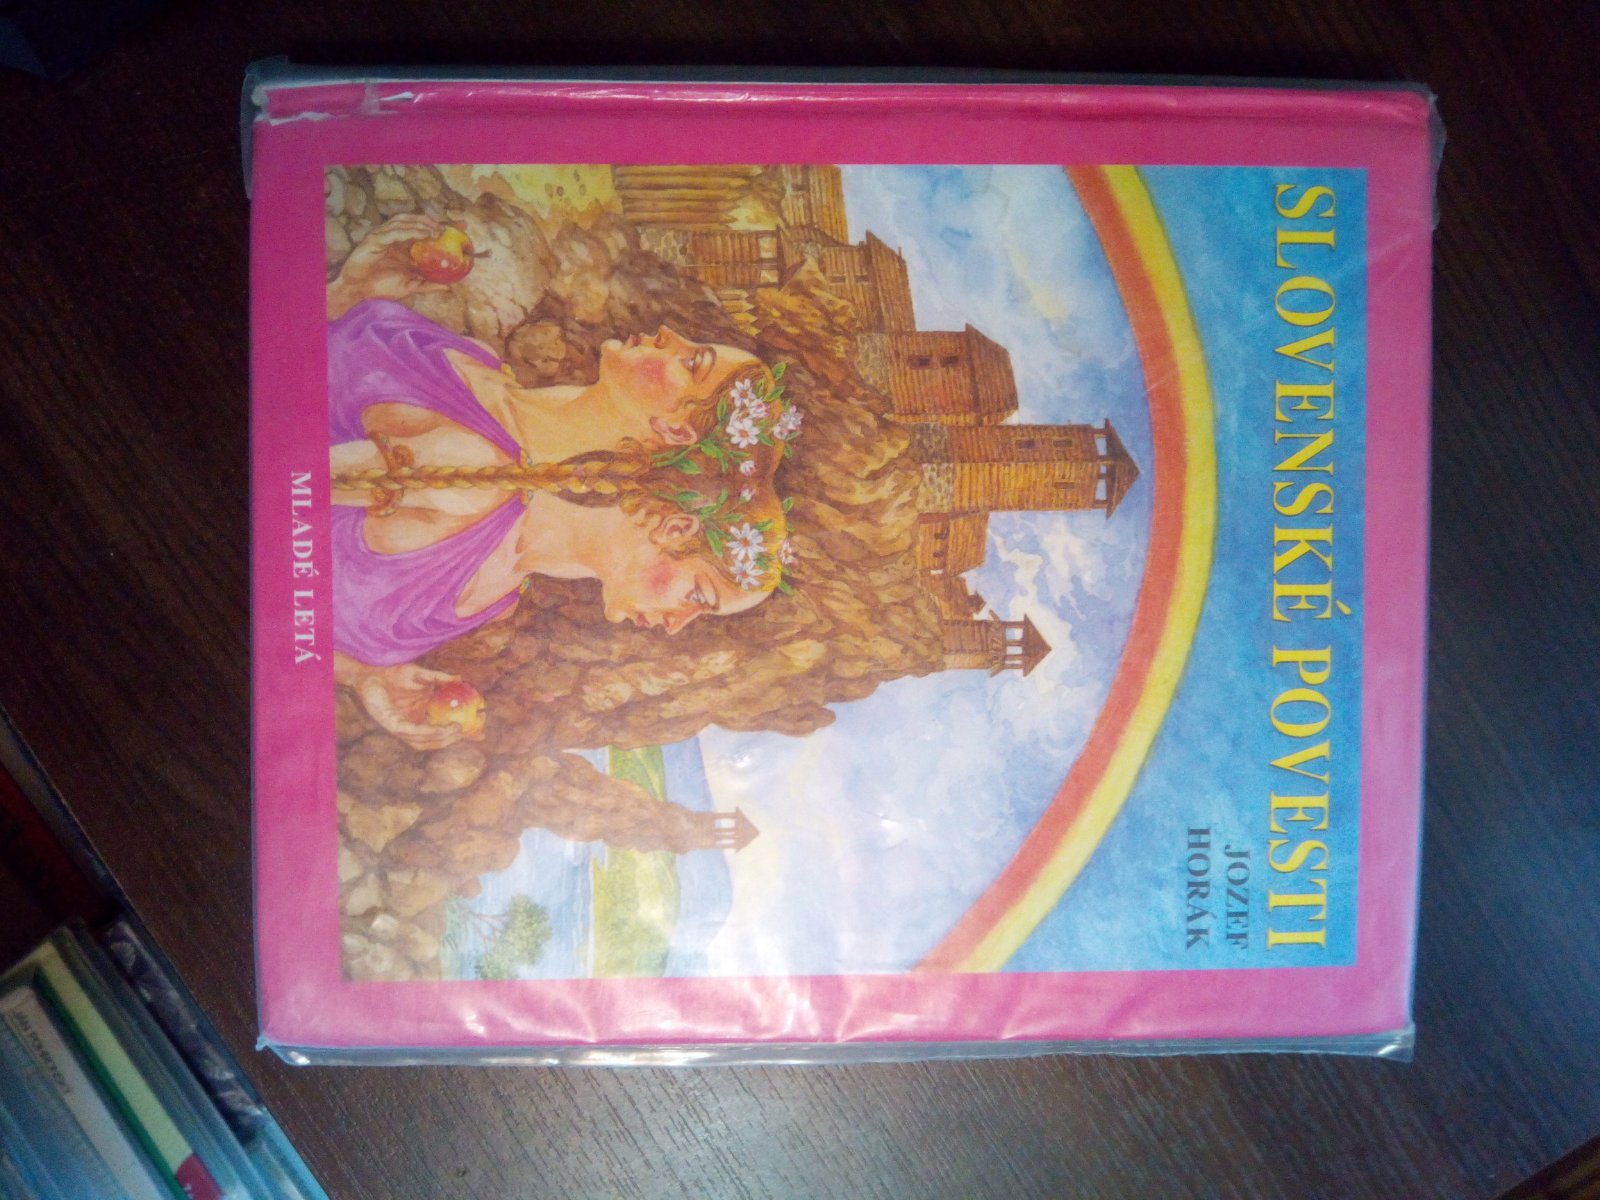 SLOVENSKÉ POVESTI
JOZEF
HORÁK
MLADÉ LETÁ